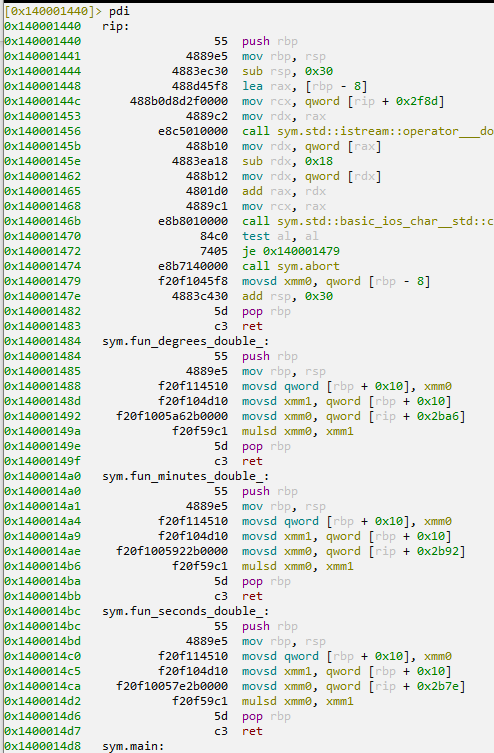 [0x140001440]> pdi
0x140001440 rip:
0x140001440 55 push rbp
0x140001441 4889e5 mov rbp, rsp
0x140001444 4883ec30 sub rsp, 0x30
0x140001448 488d45f8 lea rax, [rbp - 8]
0x14000144c 488b0d8d2f0000 mov rcx, qword [rip + 0x2f8d]
0x140001453 4889c2 mov rdx, rax
0x140001456 e8c5010000 call sym.std::istream::operator___do
0x14000145b 488b10 mov rdx, qword [rax]
0x14000145e 4883ea18 sub rdx, 0x18
0x140001462 488b12 mov rdx, qword [rdx]
0x140001465 4801d0 add rax, rdx
0x140001468 4889c1 mov rcx, rax
0x14000146b e8b8010000 call sym.std::basic_ios_char__std::c
0x140001470 84c0 test al, al
0x140001472 7405 je 0x140001479
0x140001474 e8b7140000 call sym.abort
0x140001479 f20f1045f8 movsd xmm0, qword [rbp - 8]
0x14000147e 4883c430 add rsp, 0x30
0x140001482 5d pop rbp
0x140001483 c3 ret
0x140001484 sym.fun_degrees_double_:
0x140001484 55 push rbp
0x140001485 4889e5 mov rbp, rsp
0x140001488 f20f114510 movsd qword [rbp + 0x10], xmm0
0x14000148d f20f104d10 movsd xmm1, qword [rbp + 0x10]
0x140001492 f20f1005a62b0000 movsd xmm0, qword [rip + 0x2ba6]
0x14000149a f20f59c1 mulsd xmm0, xmm1
0x14000149e 5d pop rbp
0x14000149f c3 ret
0x1400014a0 sym.fun_minutes_double_:
0x1400014a0 55 push rbp
0x1400014a1 4889e5 mov rbp, rsp
0x1400014a4 f20f114510 movsd qword [rbp + 0x10], xmm0
0x1400014a9 f20f104d10 movsd xmm1, qword [rbp + 0x10]
0x1400014ae f20f1005922b0000 movsd xmm0, qword [rip + 0x2b92]
0x1400014b6 f20f59c1 mulsd xmm0, xmm1
0x1400014ba 5d pop rbp
0x1400014bb c3 ret
0x1400014bc sym.fun_seconds_double_:
0x1400014bc 55 push rbp
0x1400014bd 4889e5 mov rbp, rsp
0x1400014c0 f20f114510 movsd qword [rbp + 0x10], xmm0
0x1400014c5 f20f104d10 movsd xmm1, qword [rbp + 0x10]
0x1400014ca f20f10057e2b0000 movsd xmm0, qword [rip + 0x2b7e]
0x1400014d2 f20f59c1 mulsd xmm0, xmm1
0x1400014d6 5d pop rbp
0x1400014d7 c3 ret
0x1400014d8 sym.main: